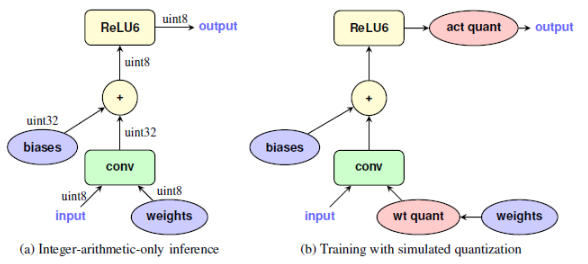 ReLU6
uint8
output
uint8
+
uint32
biases
uint32
conv
uint8
uint8
input
weights
(a) Integer-arithmetic-only inference
ReLU6
act quant
output
+
biases
conv
input
wt quant
weights
(b) Training with simulated quantization